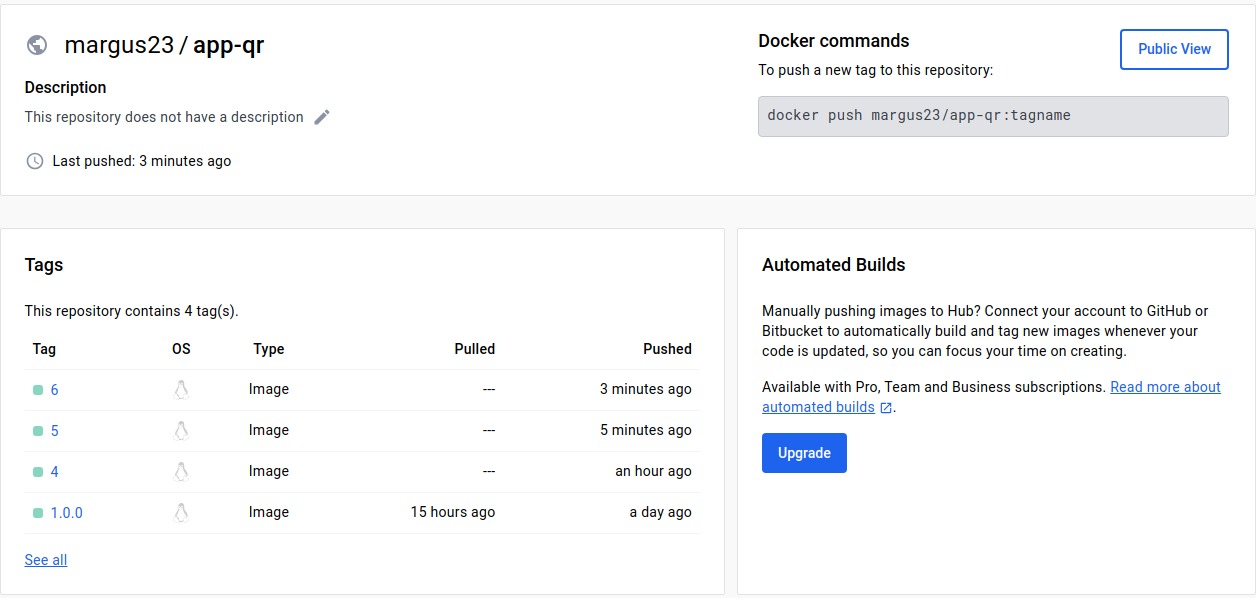 margus23 / app-qr
Description
This repository does not have a description
Last pushed: 3 minutes ago
Docker commands
To push a new tag to this repository:
Public View
docker push margus23/app-qr:tagname
Tags
This repository contains 4 tag(s).
Tag OS Type Pulled Pushed
6 Image --- 3 minutes ago
5 Image --- 5 minutes ago
4 Image --- an hour ago
1.0.0 Image 15 hours ago a day ago
See all
Automated Builds
Manually pushing images to Hub? Connect your account to GitHub or
Bitbucket to automatically build and tag new images whenever your
code is updated, so you can focus your time on creating.
Available with Pro, Team and Business subscriptions. Read more about
automated builds .
Upgrade